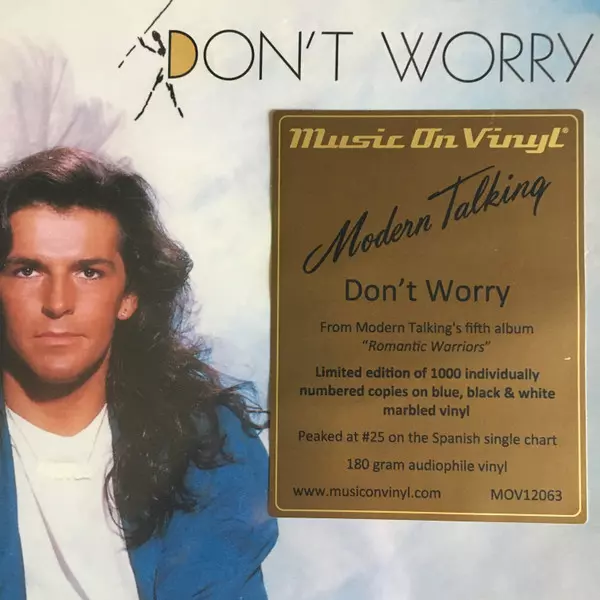 DON'T WORRY
Music On Vinyl®
Modern Talking
Don't Worry
From Modern Talking's fifth album
"Romantic Warriors"
Limited edition of 1000 individually
numbered copies on blue, black & white
marbled vinyl
Peaked at #25 on the Spanish single chart
180 gram audiophile vinyl
www.musiconvinyl.com MOV12063